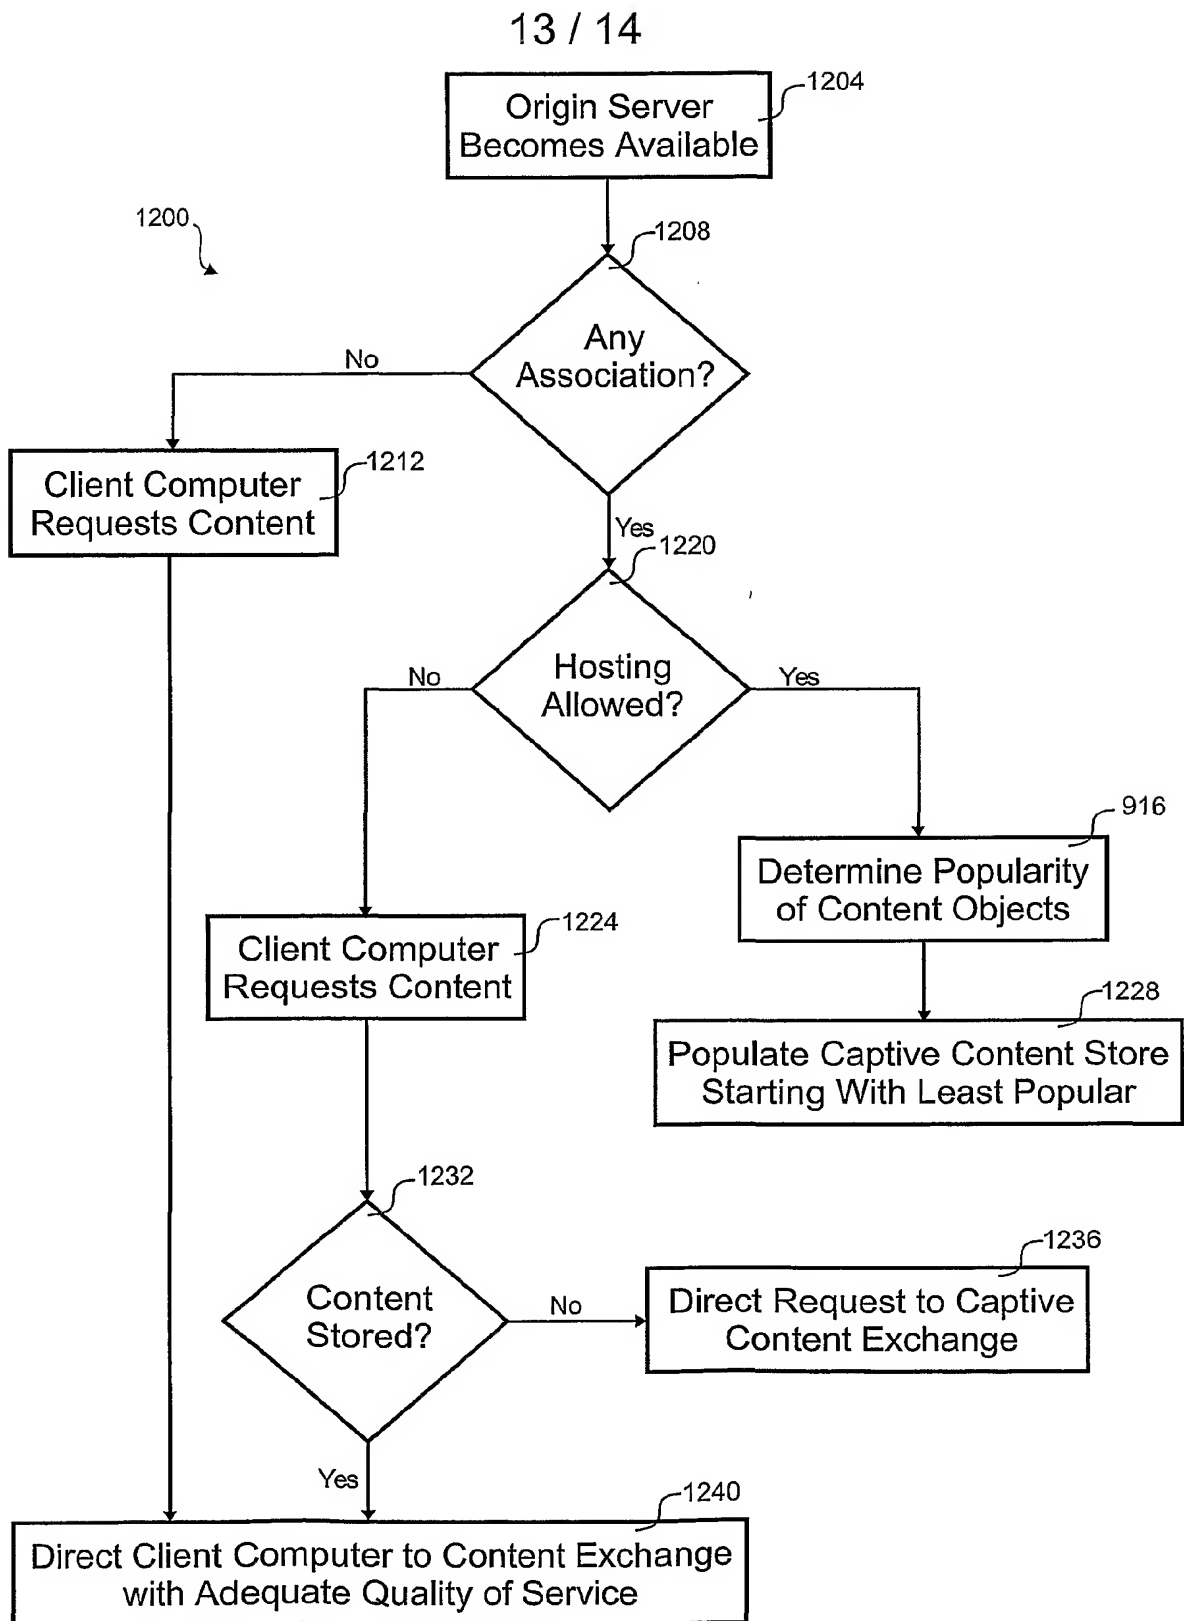 13 / 14
1204
Origin Server
Becomes Available
1200
1208
Any
Association?
No
1212
Client Computer
Requests Content
Yes
1220
Hosting
Allowed?
No
Yes
916
Determine Popularity
of Content Objects
1224
Client Computer
Requests Content
1228
Populate Captive Content Store
Starting With Least Popular
1232
Content
Stored?
No
1236
Direct Request to Captive
Content Exchange
Yes
1240
Direct Client Computer to Content Exchange
with Adequate Quality of Service